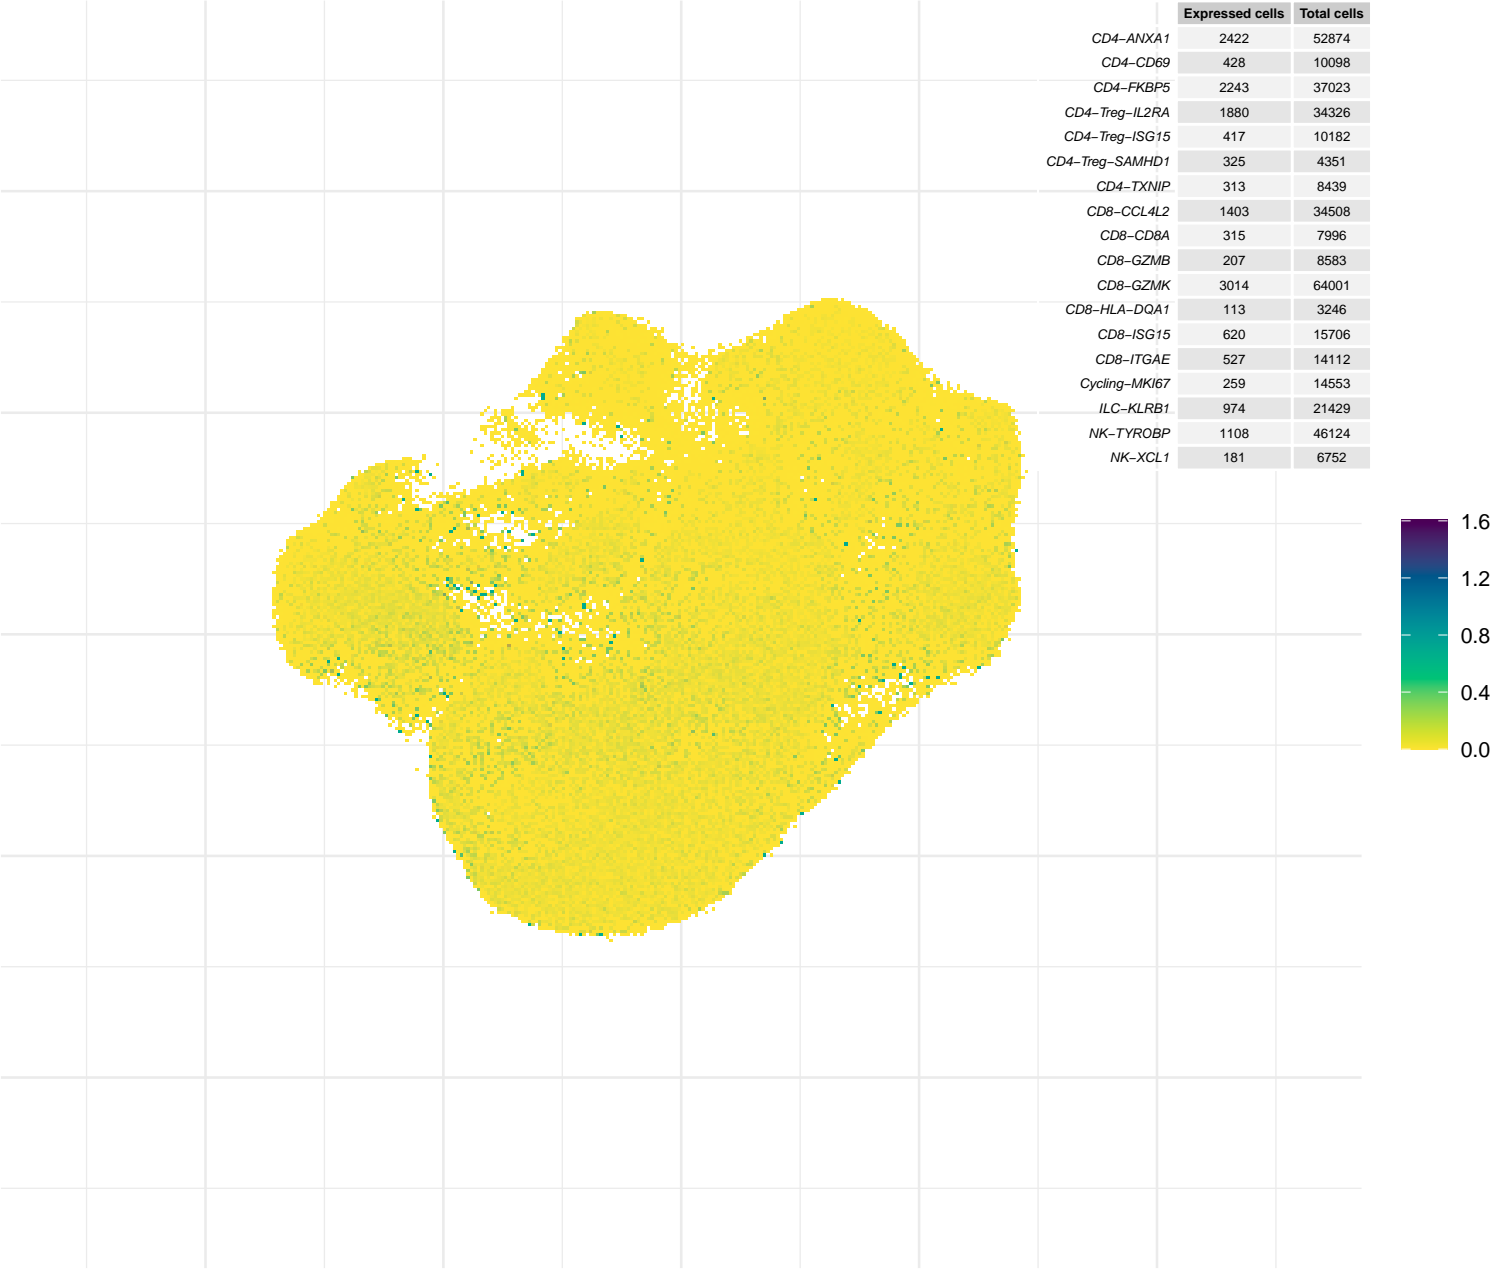 Expressed cells Total cells
CD4−ANXA1 2422 52874
CD4−CD69 428 10098
CD4−FKBP5 2243 37023
CD4−Treg−IL2RA 1880 34326
CD4−Treg−ISG15 417 10182
CD4−Treg−SAMHD1 325 4351
CD4−TXNIP 313 8439
CD8−CCL4L2 1403 34508
CD8−CD8A 315 7996
CD8−GZMB 207 8583
CD8−GZMK 3014 64001
CD8−HLA−DQA1 113 3246
CD8−ISG15 620 15706
CD8−ITGAE 527 14112
Cycling−MKI67 259 14553
ILC−KLRB1 974 21429
NK−TYROBP 1108 46124
NK−XCL1 181 6752
1.6
1.2
0.8
0.4
0.0